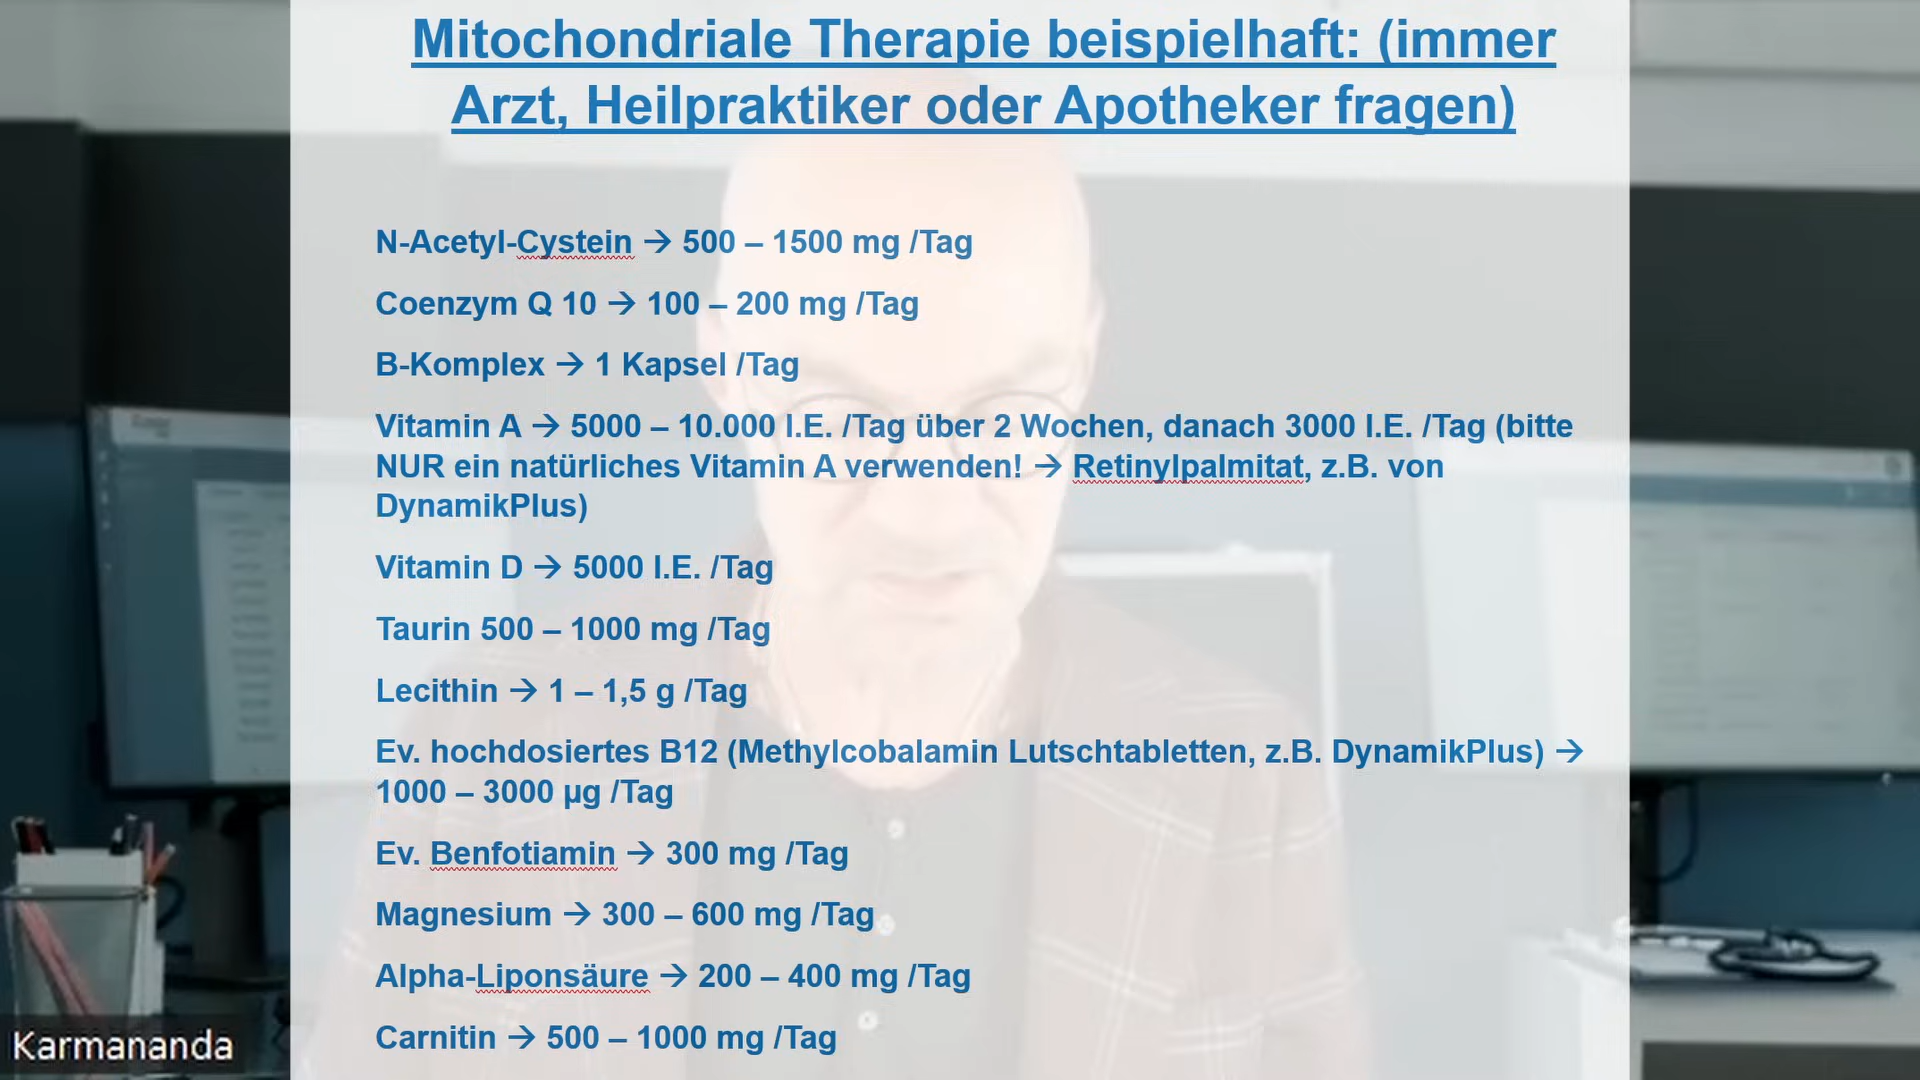 Mitochondriale Therapie beispielhaft: (immer
Arzt, Heilpraktiker oder Apotheker fragen)
N-Acetyl-Cystein → 500 – 1500 mg /Tag
Coenzym Q 10 → 100 – 200 mg /Tag
B-Komplex → 1 Kapsel /Tag
Vitamin A → 5000 – 10.000 I.E. /Tag über 2 Wochen, danach 3000 I.E. /Tag (bitte
NUR ein natürliches Vitamin A verwenden! → Retinylpalmitat, z.B. von
DynamikPlus)
Vitamin D → 5000 I.E. /Tag
Taurin 500 – 1000 mg /Tag
Lecithin → 1 – 1,5 g /Tag
Ev. hochdosiertes B12 (Methylcobalamin Lutschtabletten, z.B. DynamikPlus) →
1000 – 3000 µg /Tag
Ev. Benfotiamin → 300 mg /Tag
Magnesium → 300 – 600 mg /Tag
Alpha-Liponsäure → 200 – 400 mg /Tag
Carnitin → 500 – 1000 mg /Tag
Karmananda